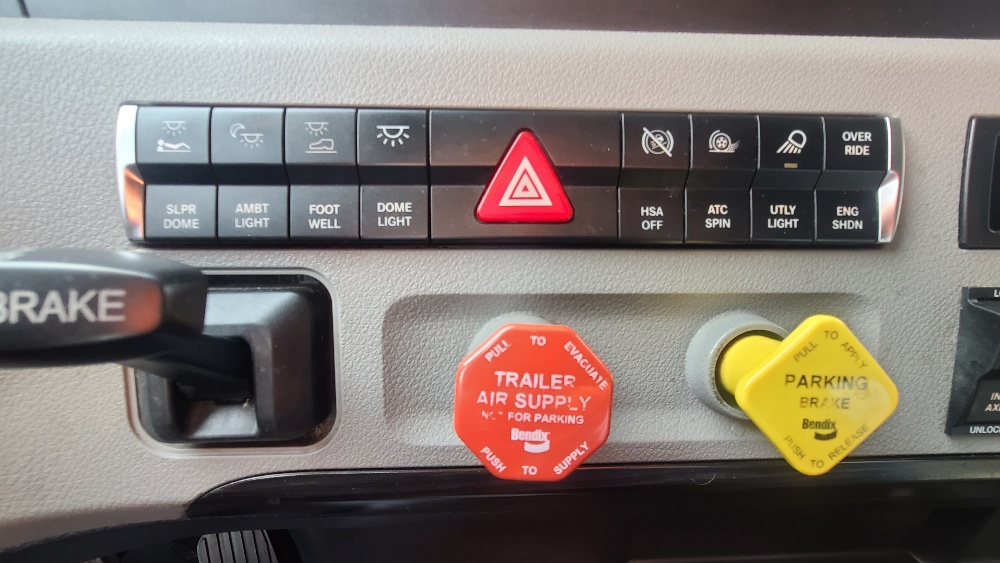 OVER
RIDE
SLPR
DOME
AMBT
LIGHT
FOOT
WELL
DOME
LIGHT
HSA
OFF
ATC
SPIN
UTLY
LIGHT
ENG
SHDN
BRAKE
PULL TO EVACUATE
TRAILER
AIR SUPPLY
NOT FOR PARKING
Bendix
PUSH TO SUPPLY
PULL TO APPLY
PARKING
BRAKE
Bendix
PUSH TO RELEASE